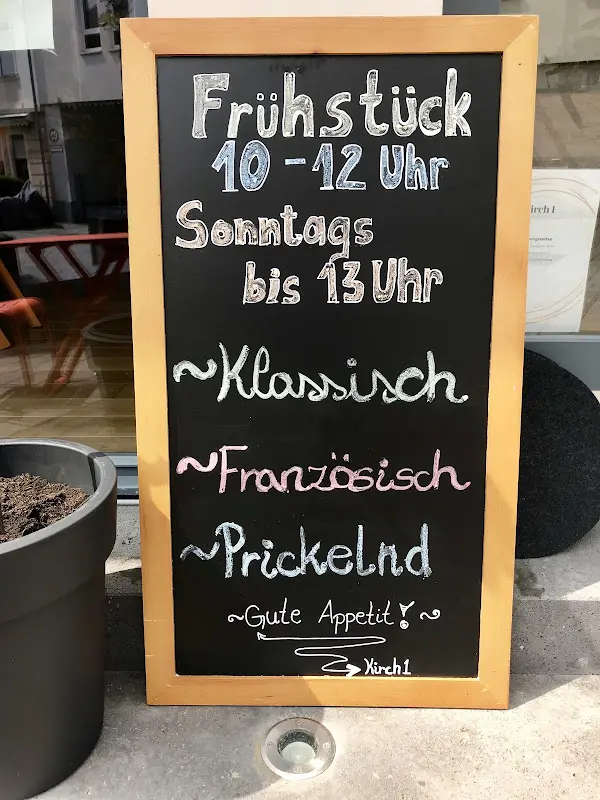 Frühstück
10 - 12 Uhr
Sonntags
bis 13 Uhr
~Klassisch
~Französisch
~Prickelnd
~Gute Appetit!~
Kirch1